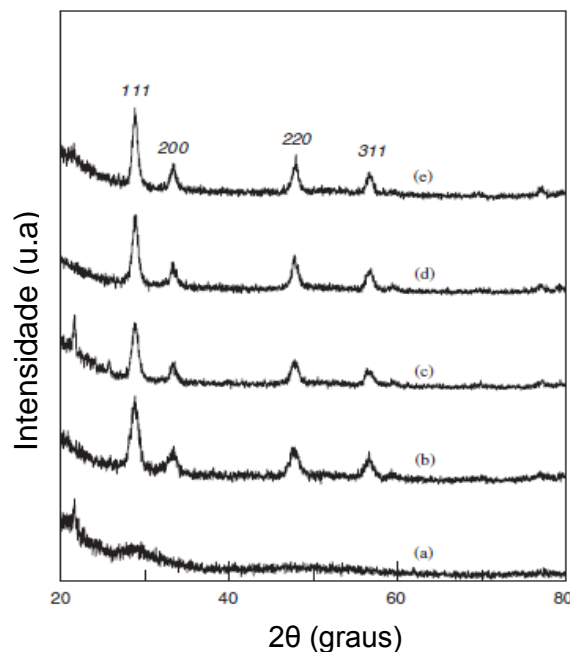 111
200
220
311
(e)
(d)
(c)
(b)
(a)
Intensidade (u.a)
20 40 60 80
2θ (graus)